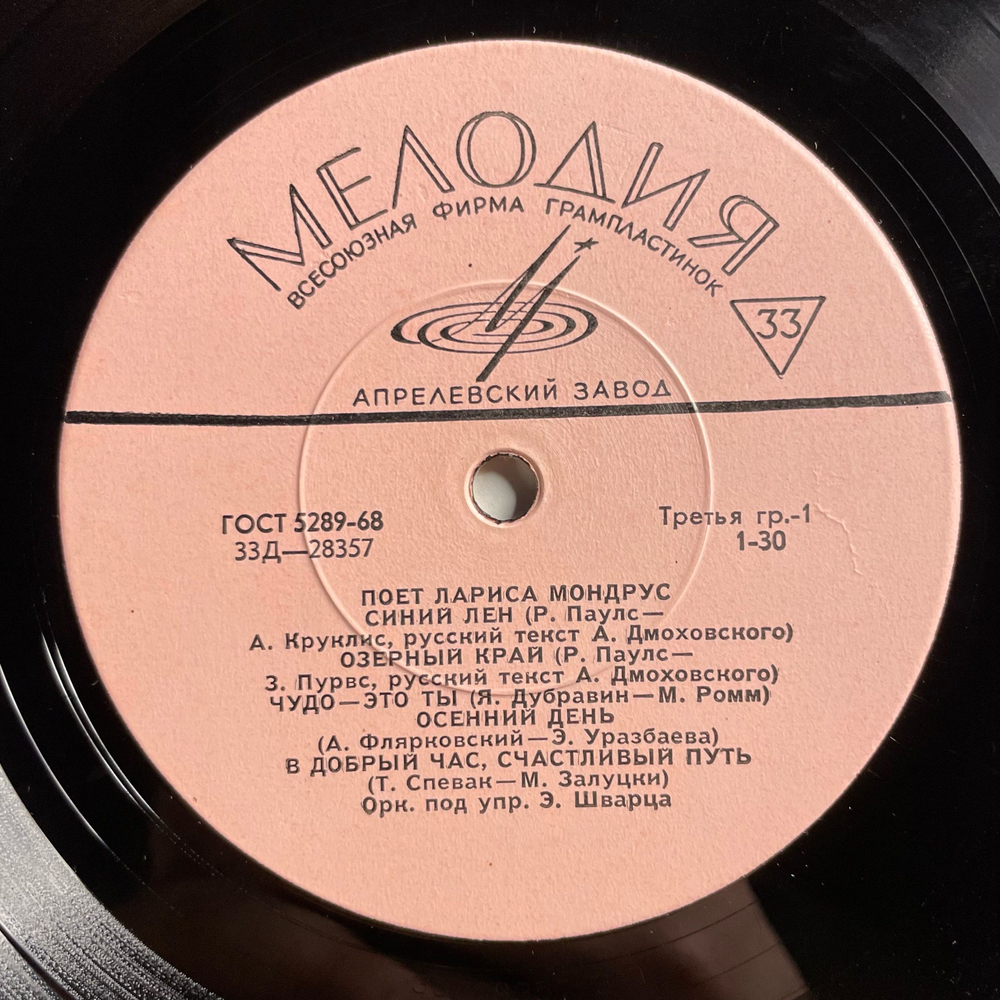 МЕЛОДИЯ
ВСЕСОЮЗНАЯ ФИРМА ГРАМПЛАСТИНОК
33
АПРЕЛЕВСКИЙ ЗАВОД
ГОСТ 5289-68
33Д—28357
Третья гр.-1
1-30
ПОЕТ ЛАРИСА МОНДРУС
СИНИЙ ЛЕН (Р. Паулс—
А. Круклис, русский текст А. Дмоховского)
ОЗЕРНЫЙ КРАЙ (Р. Паулс—
З. Пурвс, русский текст А. Дмоховского)
ЧУДО—ЭТО ТЫ (Я. Дубравин—М. Ромм)
ОСЕННИЙ ДЕНЬ
(А. Флярковский—Э. Уразбаева)
В ДОБРЫЙ ЧАС, СЧАСТЛИВЫЙ ПУТЬ
(Т. Спевак—М. Залуцки)
Орк. под упр. Э. Шварца